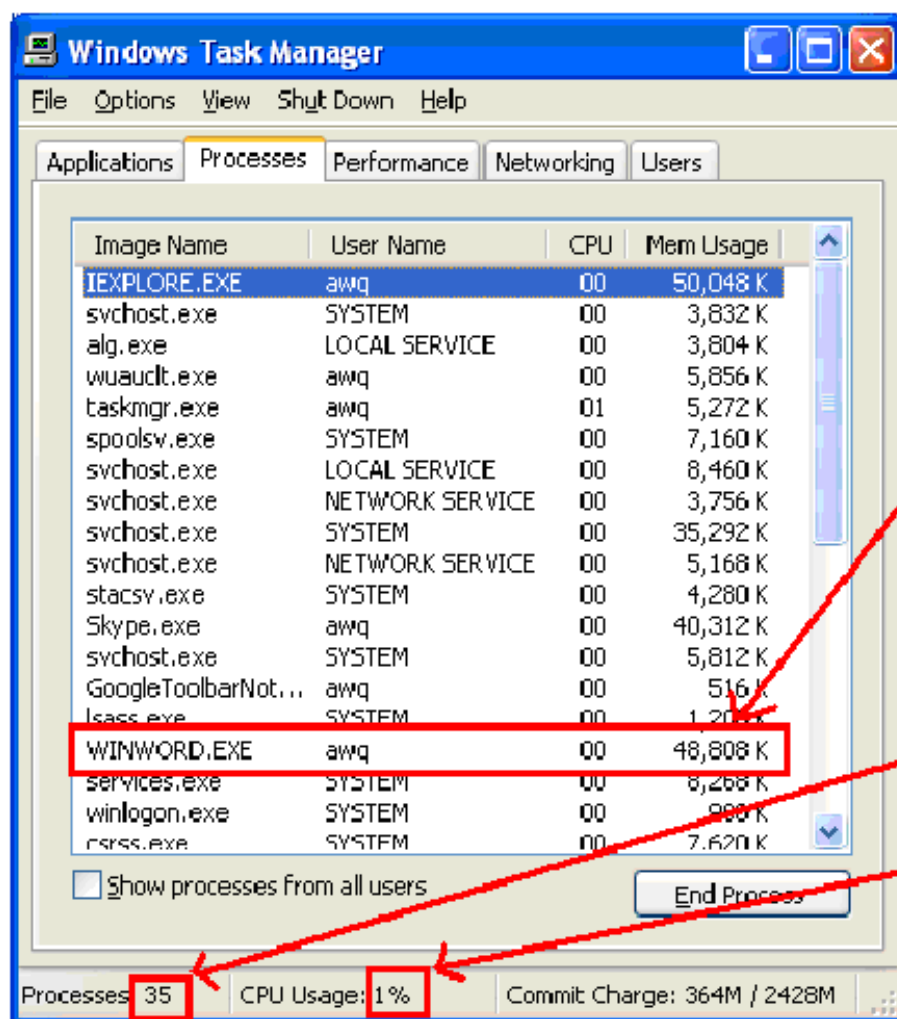 Windows Task Manager
File Options View Shut Down Help
Applications Processes Performance Networking Users
Image Name User Name CPU Mem Usage
IEXPLORE.EXE awq 00 50,048 K
svchost.exe SYSTEM 00 3,832 K
alg.exe LOCAL SERVICE 00 3,804 K
wuauclt.exe awq 00 5,856 K
taskmgr.exe awq 01 5,272 K
spoolsv.exe SYSTEM 00 7,160 K
svchost.exe LOCAL SERVICE 00 8,460 K
svchost.exe NETWORK SERVICE 00 3,756 K
svchost.exe SYSTEM 00 35,292 K
svchost.exe NETWORK SERVICE 00 5,168 K
stacsv.exe SYSTEM 00 4,280 K
Skype.exe awq 00 40,312 K
svchost.exe SYSTEM 00 5,812 K
GoogleToolbarNot... awq 00 516 K
lsass.exe SYSTEM 00 K
WINWORD.EXE awq 00 48,808 K
services.exe SYSTEM 00 8,268 K
winlogon.exe SYSTEM 00 K
csrss.exe SYSTEM 00 7,620 K
Show processes from all users
End Process
Processes: 35 CPU Usage: 1% Commit Charge: 364M / 2428M